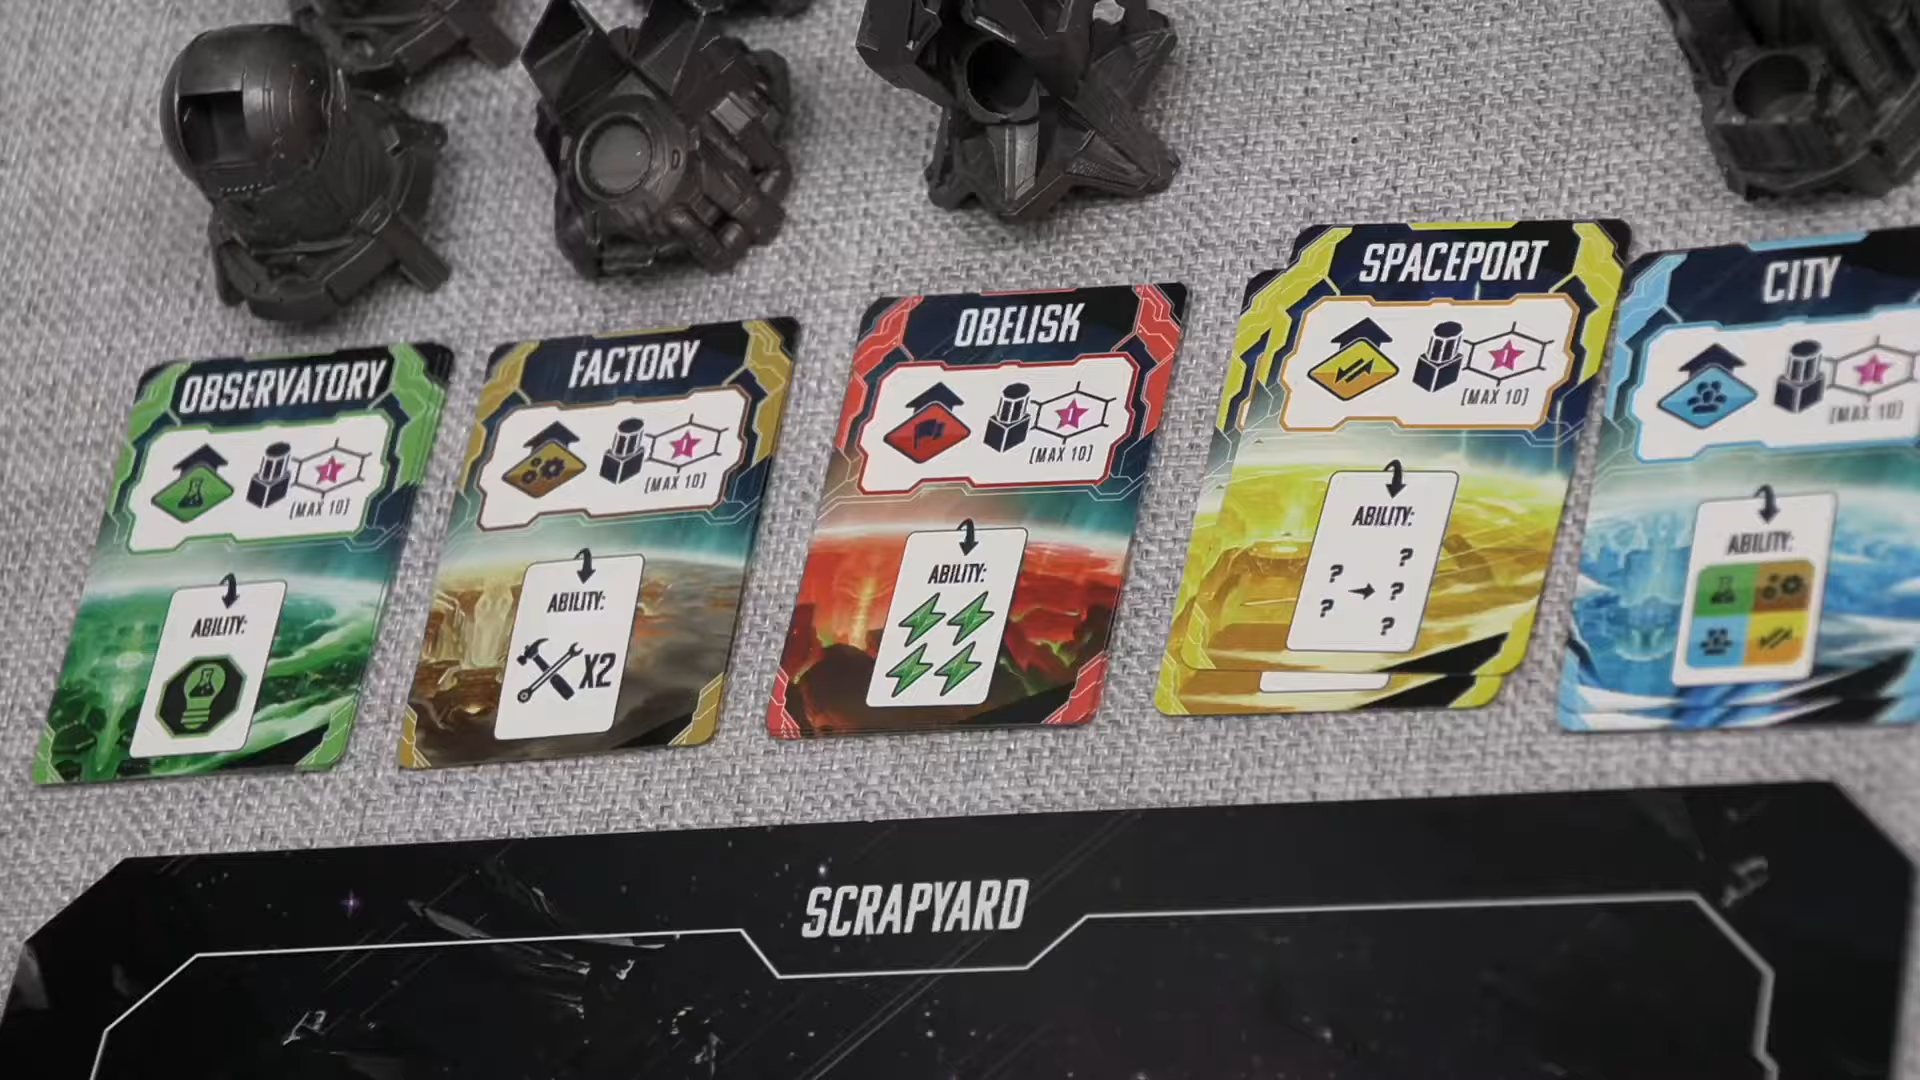 OBSERVATORY
1
[MAX 10]
ABILITY:
FACTORY
1
[MAX 10]
ABILITY:
X2
OBELISK
1
[MAX 10]
ABILITY:
SPACEPORT
1
[MAX 10]
ABILITY:
?
? → ?
?
?
CITY
1
[MAX 10]
ABILITY:
SCRAPYARD